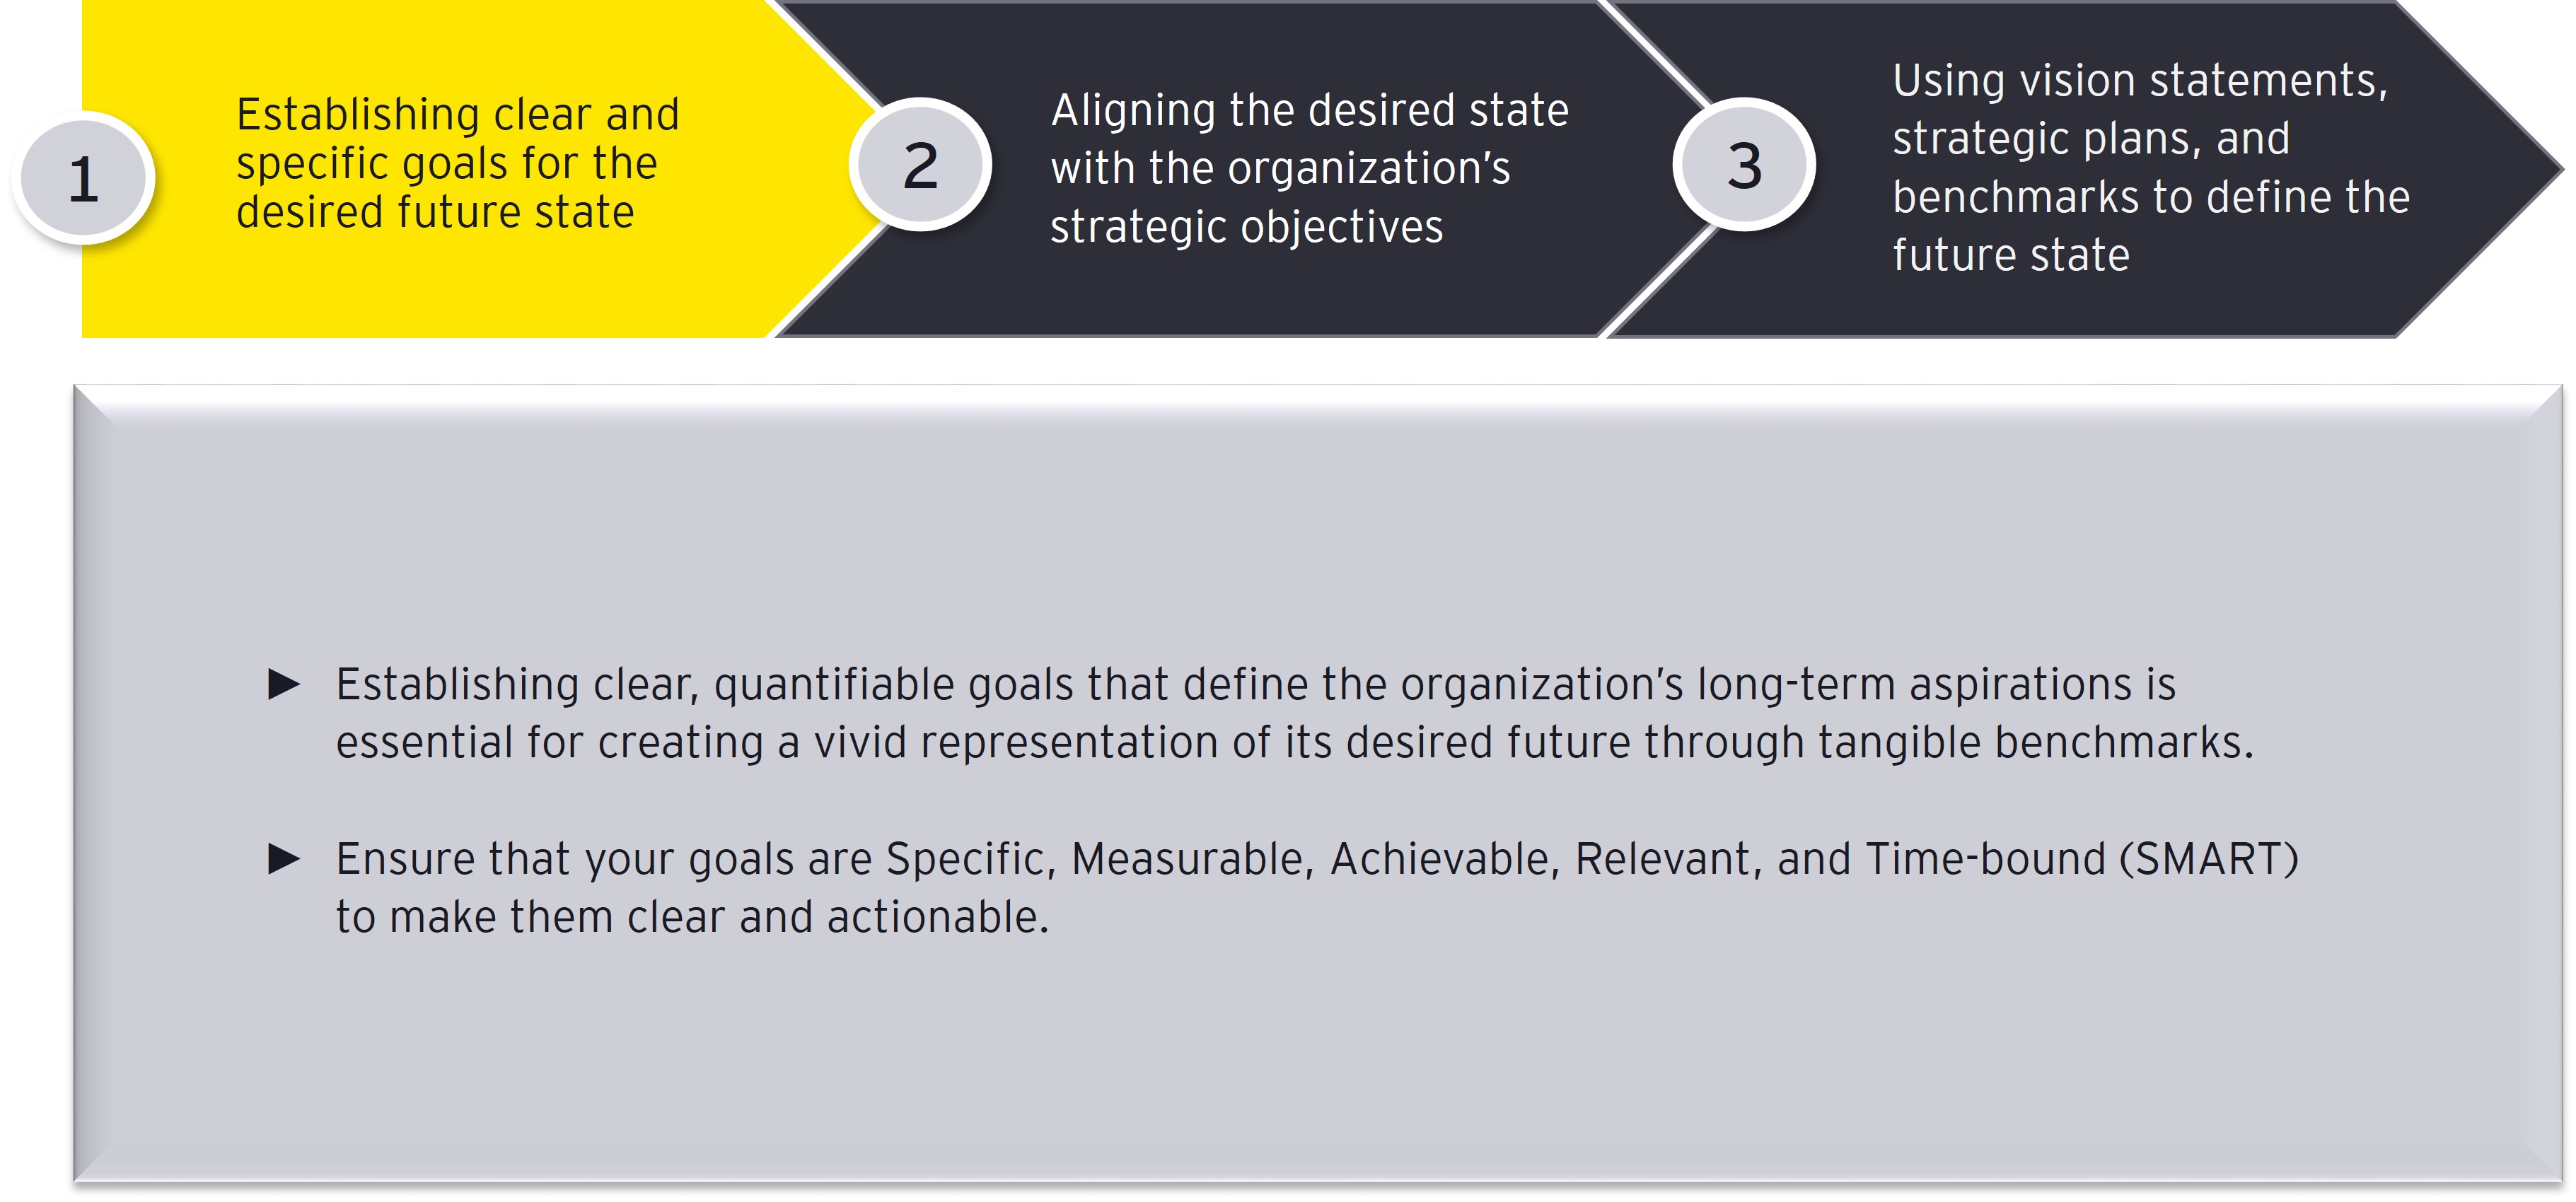 1
Establishing clear and
specific goals for the
desired future state
2
Aligning the desired state
with the organization’s
strategic objectives
3
Using vision statements,
strategic plans, and
benchmarks to define the
future state
► Establishing clear, quantifiable goals that define the organization’s long-term aspirations is
essential for creating a vivid representation of its desired future through tangible benchmarks.
► Ensure that your goals are Specific, Measurable, Achievable, Relevant, and Time-bound (SMART)
to make them clear and actionable.